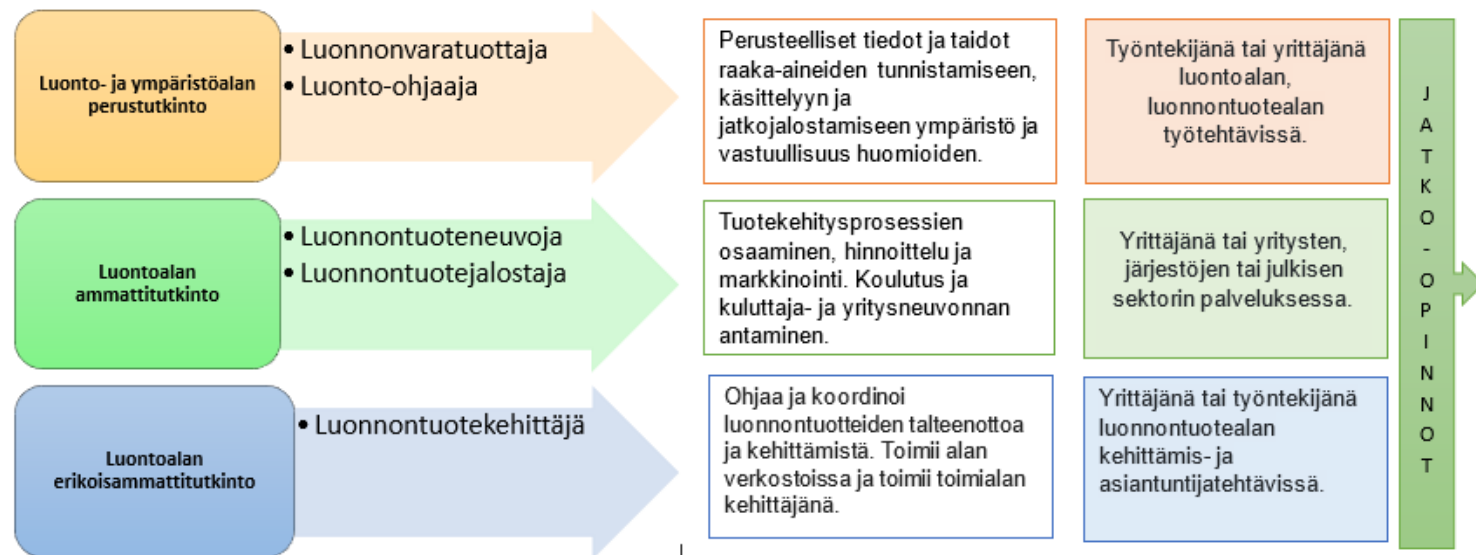 Luonto- ja ympäristöalan
perustutkinto
• Luonnonvaratuottaja
• Luonto-ohjaaja
Perusteelliset tiedot ja taidot
raaka-aineiden tunnistamiseen,
käsittelyyn ja
jatkojalostamiseen ympäristö ja
vastuullisuus huomioiden.
Työntekijänä tai yrittäjänä
luontoalan,
luonnontuotealan
työtehtävissä.
Luontoalan
ammattitutkinto
• Luonnontuoteneuvoja
• Luonnontuotejalostaja
Tuotekehitysprosessien
osaaminen, hinnoittelu ja
markkinointi. Koulutus ja
kuluttaja- ja yritysneuvonnan
antaminen.
Yrittäjänä tai yritysten,
järjestöjen tai julkisen
sektorin palveluksessa.
Luontoalan
erikoisammattitutkinto
• Luonnontuotekehittäjä
Ohjaa ja koordinoi
luonnontuotteiden talteenottoa
ja kehittämistä. Toimii alan
verkostoissa ja toimii toimialan
kehittäjänä.
Yrittäjänä tai työntekijänä
luonnontuotealan
kehittämis- ja
asiantuntijatehtävissä.
JATKO-OPINNOT